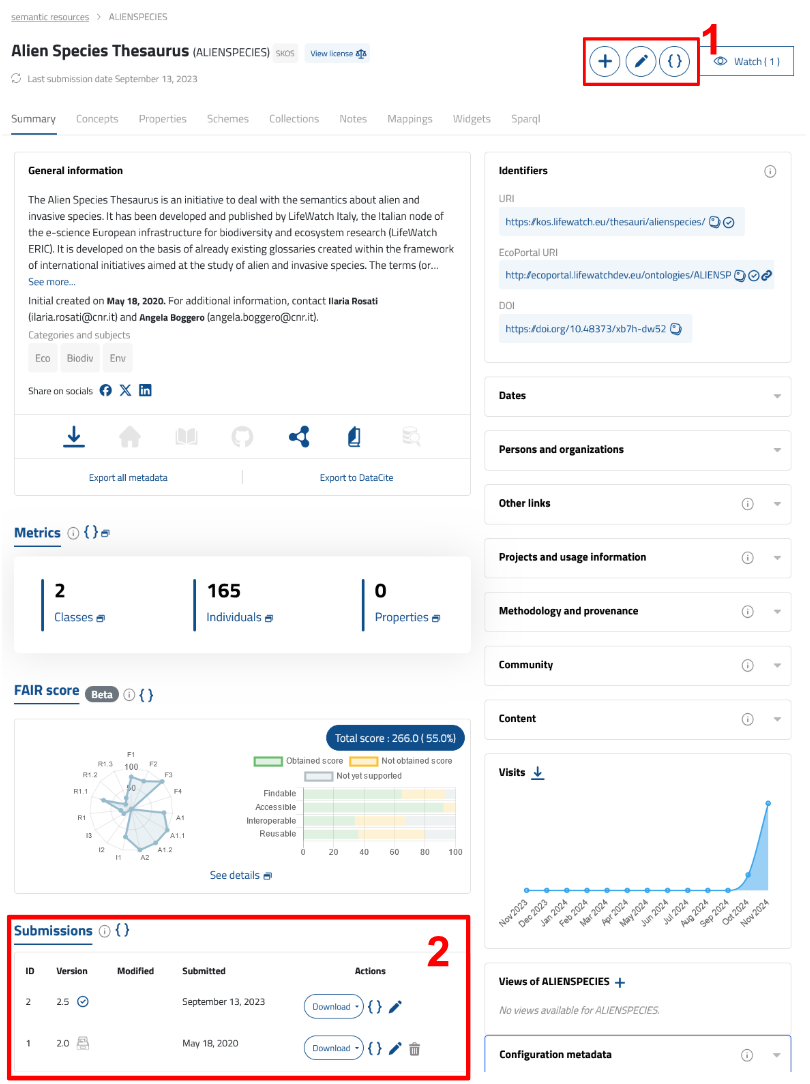 semantic resources > ALIENSPECIES
Alien Species Thesaurus (ALIENSPECIES) SKOS View license
1
Watch ( 1 )
Last submission date September 13, 2023
Summary Concepts Properties Schemes Collections Notes Mappings Widgets Sparql
General information
The Alien Species Thesaurus is an initiative to deal with the semantics about alien and
invasive species. It has been developed and published by LifeWatch Italy, the Italian node of
the e-science European infrastructure for biodiversity and ecosystem research (LifeWatch
ERIC). It is developed on the basis of already existing glossaries created within the framework
of international initiatives aimed at the study of alien and invasive species. The terms (or...
See more...
Initial created on May 18, 2020. For additional information, contact Ilaria Rosati
(ilaria.rosati@cnr.it) and Angela Boggero (angela.boggero@cnr.it).
Categories and subjects
Eco Biodiv Env
Share on socials
Export all metadata Export to DataCite
Metrics { }
2 165 0
Classes Individuals Properties
FAIR score Beta { }
Total score : 266.0 ( 55.0%)
F1
R1.3 100 F2
R1.2 F3
50
R1.1 F4
R1 A1
I3 A1.1
I2 A1.2
I1 A2
Obtained score Not obtained score
Not yet supported
Findable
Accessible
Interoperable
Reusable
0 20 40 60 80 100
See details
Submissions { }
2
ID Version Modified Submitted Actions
2 2.5 September 13, 2023 Download { }
1 2.0 May 18, 2020 Download { }
Identifiers
URI
https://kos.lifewatch.eu/thesauri/alienspecies/
EcoPortal URI
http://ecoportal.lifewatchdev.eu/ontologies/ALIENSP
DOI
https://doi.org/10.48373/xb7h-dw52
Dates
Persons and organizations
Other links
Projects and usage information
Methodology and provenance
Community
Content
Visits
Nov 2023 Dec 2023 Jan 2024 Feb 2024 Mar 2024 Apr 2024 May 2024 Jun 2024 Jul 2024 Aug 2024 Sep 2024 Oct 2024 Nov 2024
Views of ALIENSPECIES +
No views available for ALIENSPECIES.
Configuration metadata